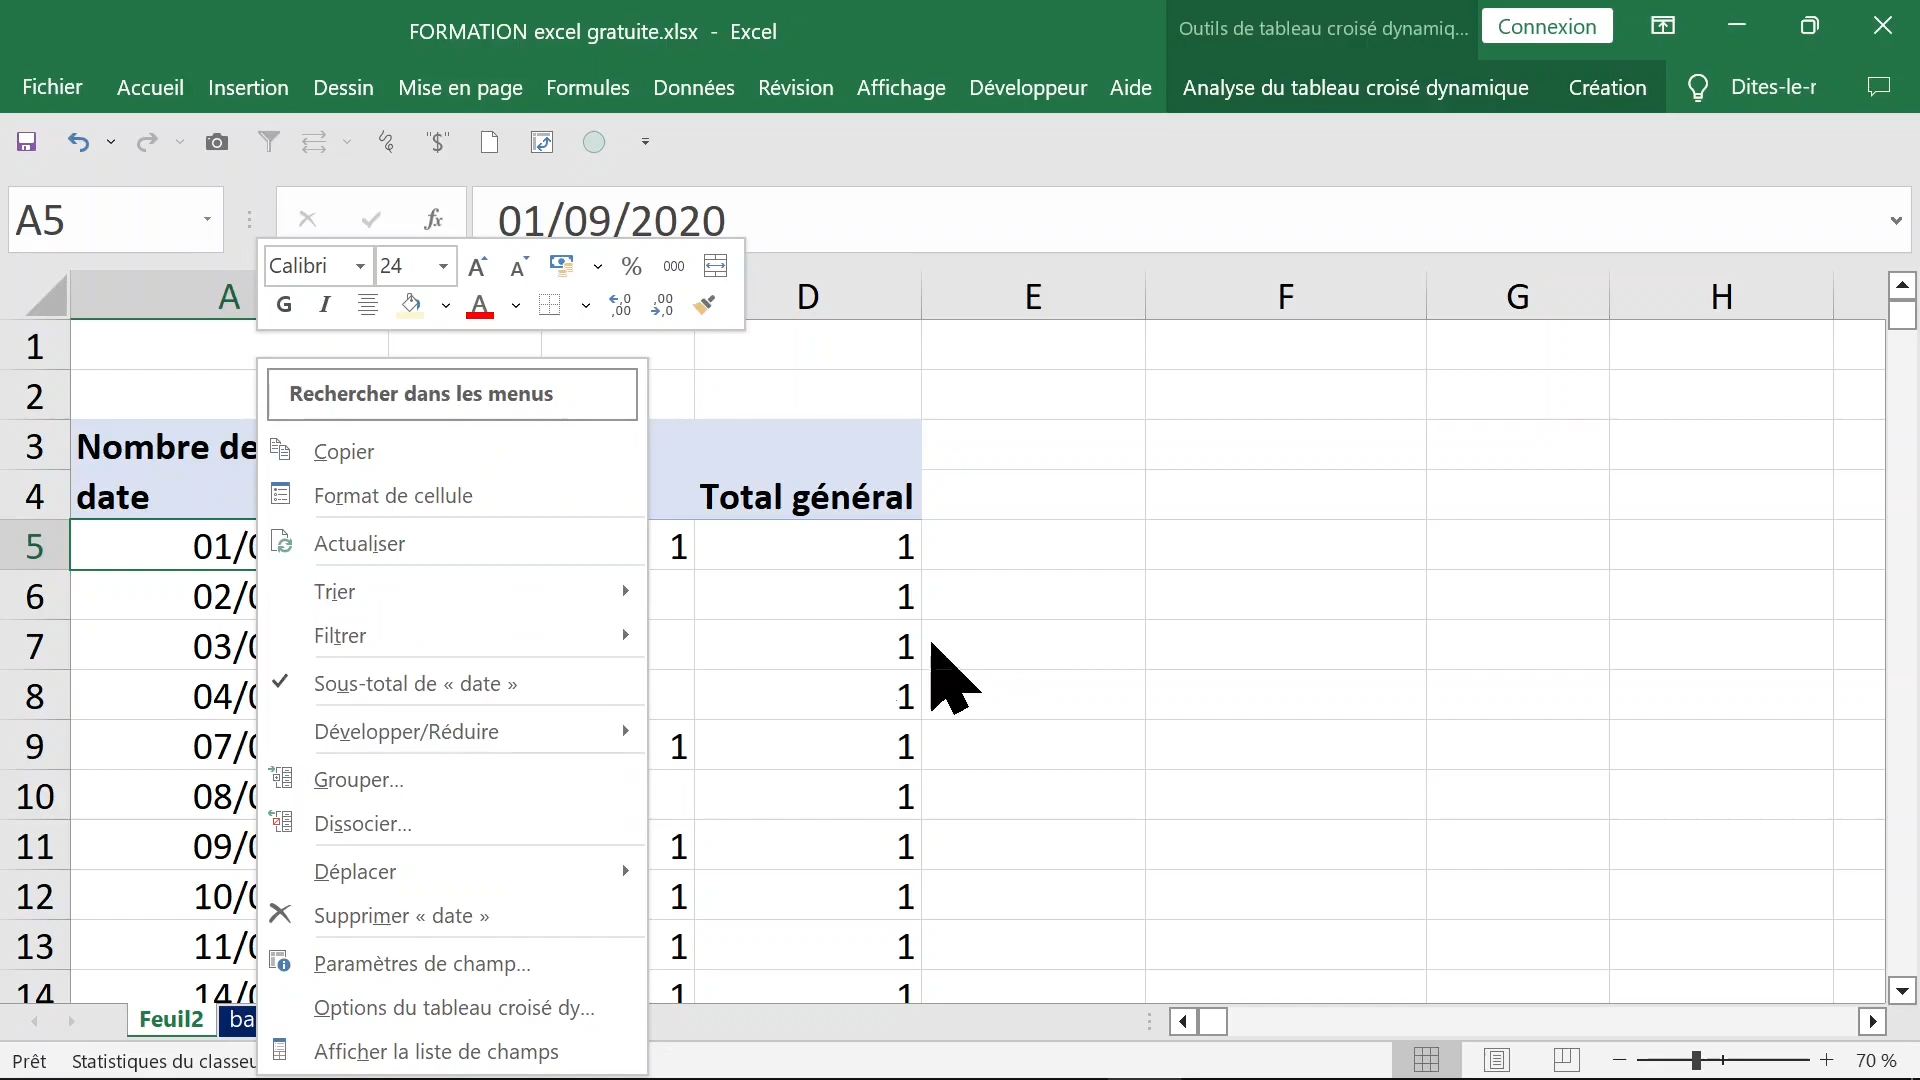 FORMATION excel gratuite.xlsx - Excel
Outils de tableau croisé dynamiq...
Connexion
Fichier Accueil Insertion Dessin Mise en page Formules Données Révision Affichage Développeur Aide Analyse du tableau croisé dynamique Création Dites-le-r
"$"
A5 fx 01/09/2020
Calibri 24 A A % 000
G I A ←,0 ,00 ,00 →,0
A D E F G H
1
2
3 Nombre de
4 date Total général
5 01/0 1 1
6 02/0 1
7 03/0 1
8 04/0 1
9 07/0 1 1
10 08/0 1
11 09/0 1 1
12 10/0 1 1
13 11/0 1 1
14 14/0 1 1
Rechercher dans les menus
Copier
Format de cellule
Actualiser
Trier
Filtrer
Sous-total de « date »
Développer/Réduire
Grouper...
Dissocier...
Déplacer
Supprimer « date »
Paramètres de champ...
Options du tableau croisé dy...
Afficher la liste de champs
Feuil2 ba
Prêt Statistiques du classeu 70 %